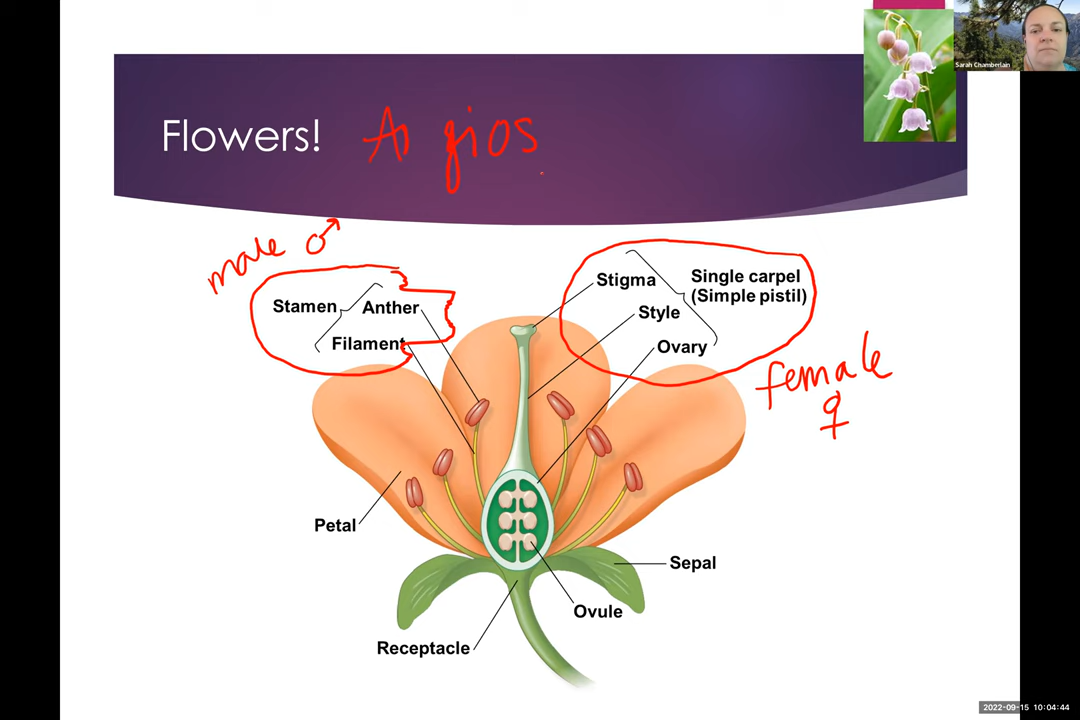 Sarah Chamberlain
Flowers! A gios
male ♂
Stigma
Single carpel
(Simple pistil)
Stamen
Anther
Style
Filament
Ovary
female
♀
Petal
Sepal
Ovule
Receptacle
2022-09-15 10:04:44